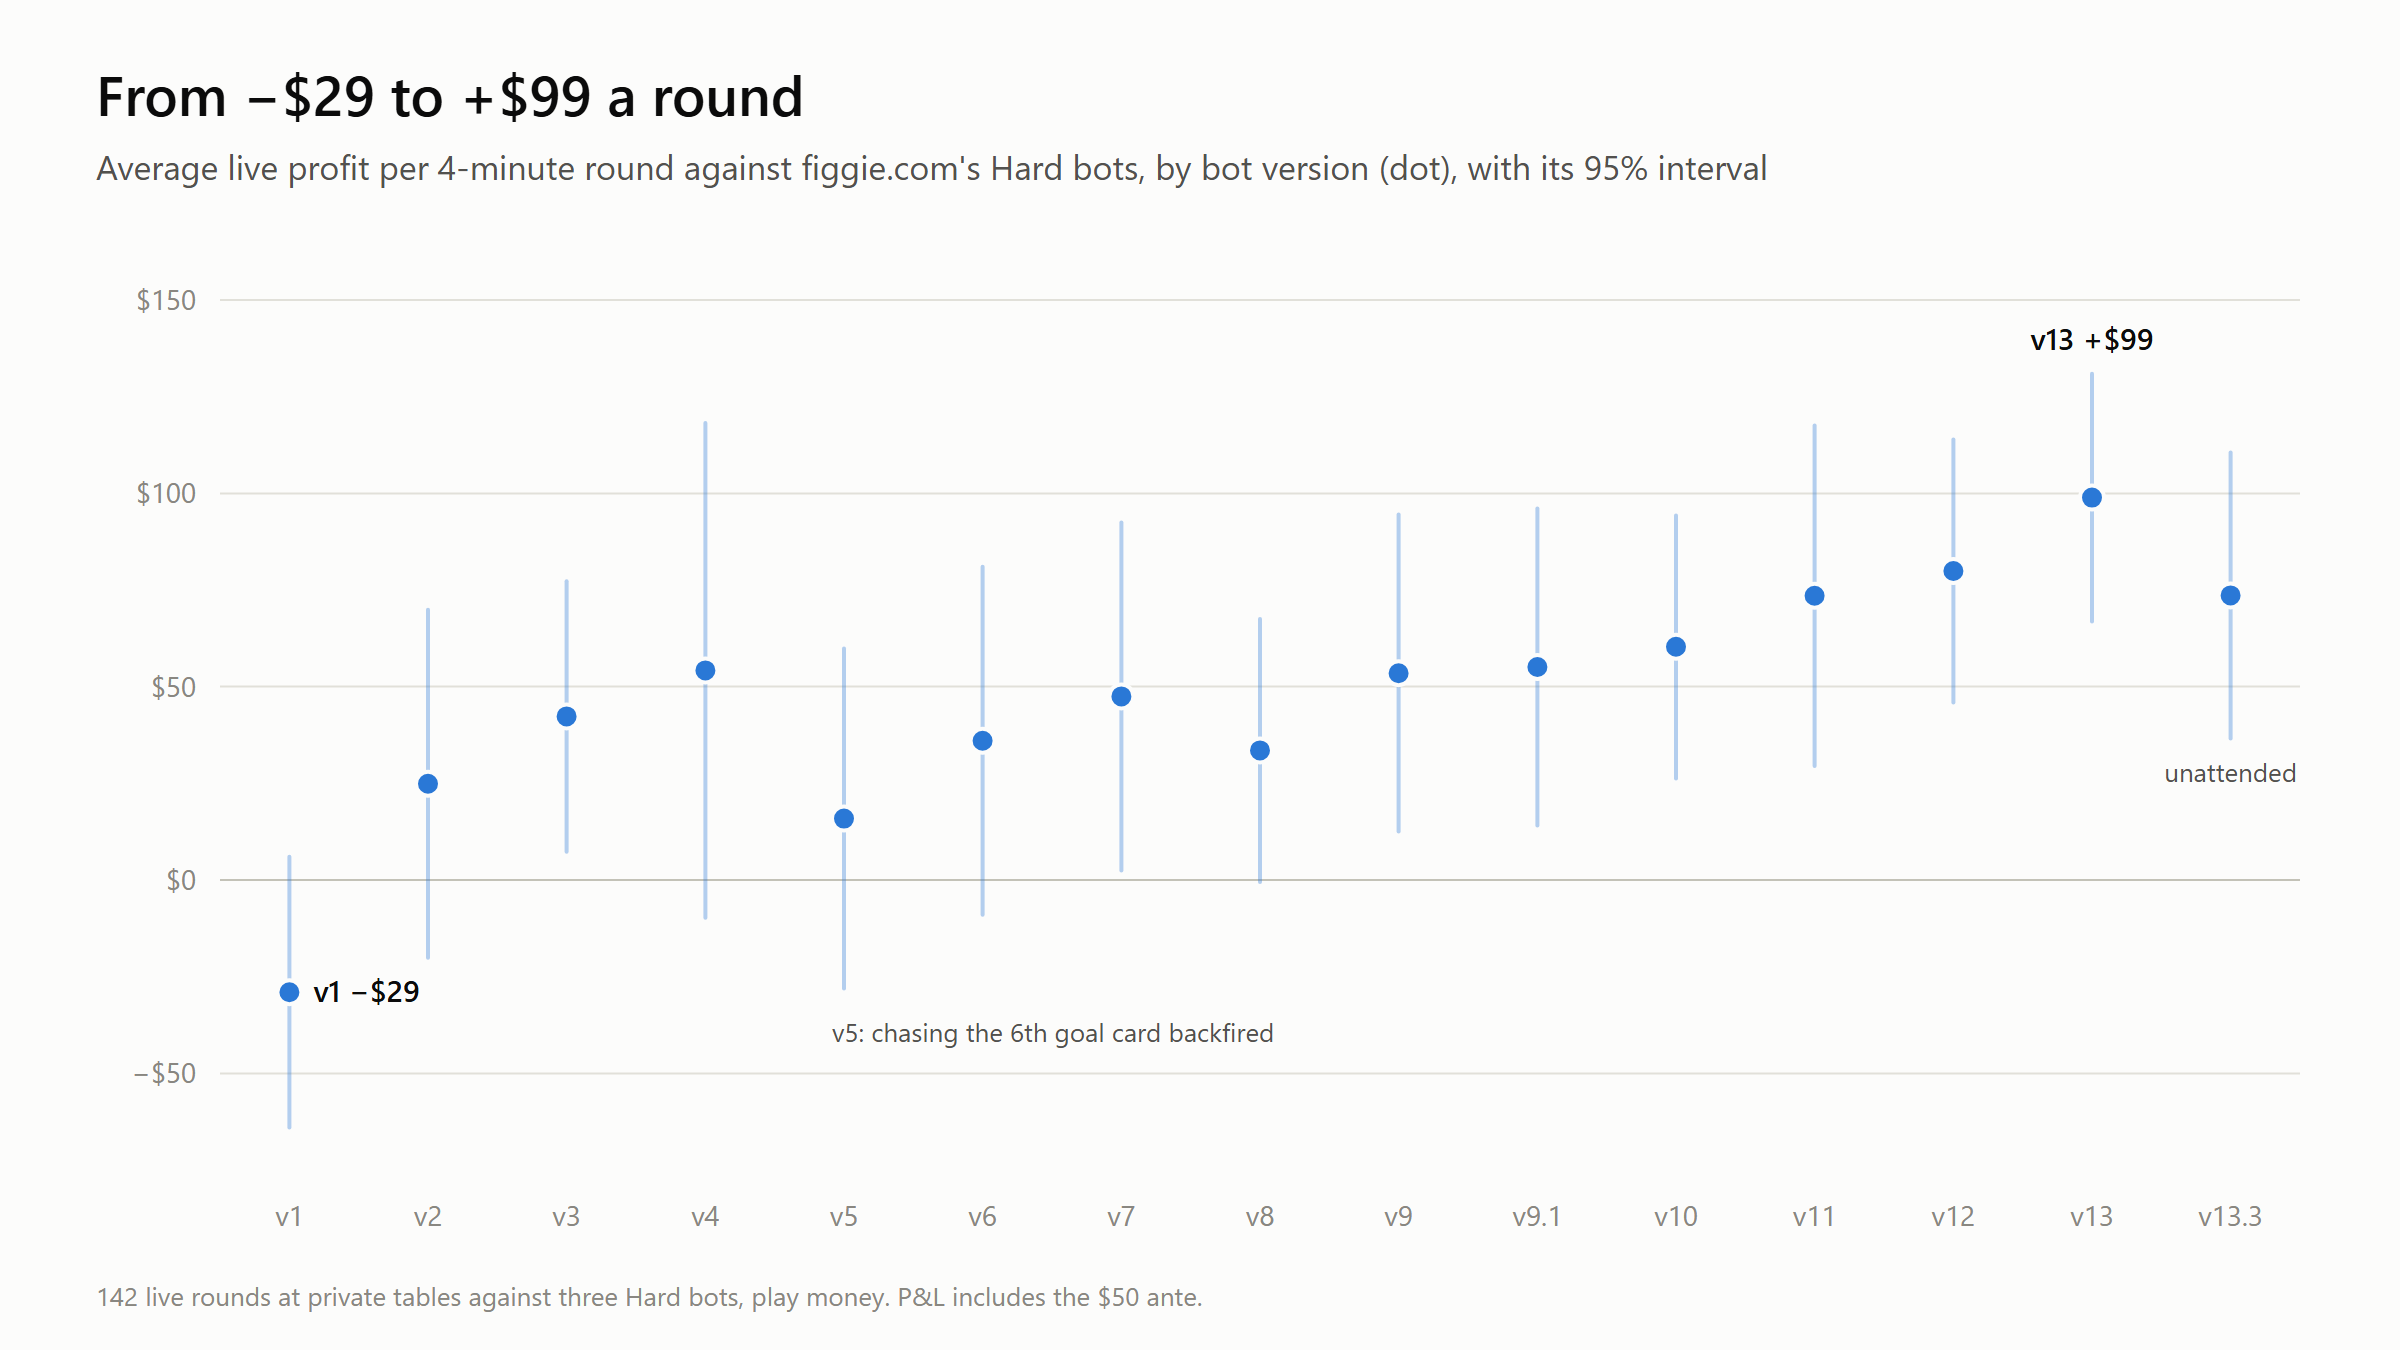 From −$29 to +$99 a round
Average live profit per 4-minute round against figgie.com's Hard bots, by bot version (dot), with its 95% interval
$150
v13 +$99
$100
$50
unattended
$0
v1 −$29
v5: chasing the 6th goal card backfired
−$50
v1 v2 v3 v4 v5 v6 v7 v8 v9 v9.1 v10 v11 v12 v13 v13.3
142 live rounds at private tables against three Hard bots, play money. P&L includes the $50 ante.